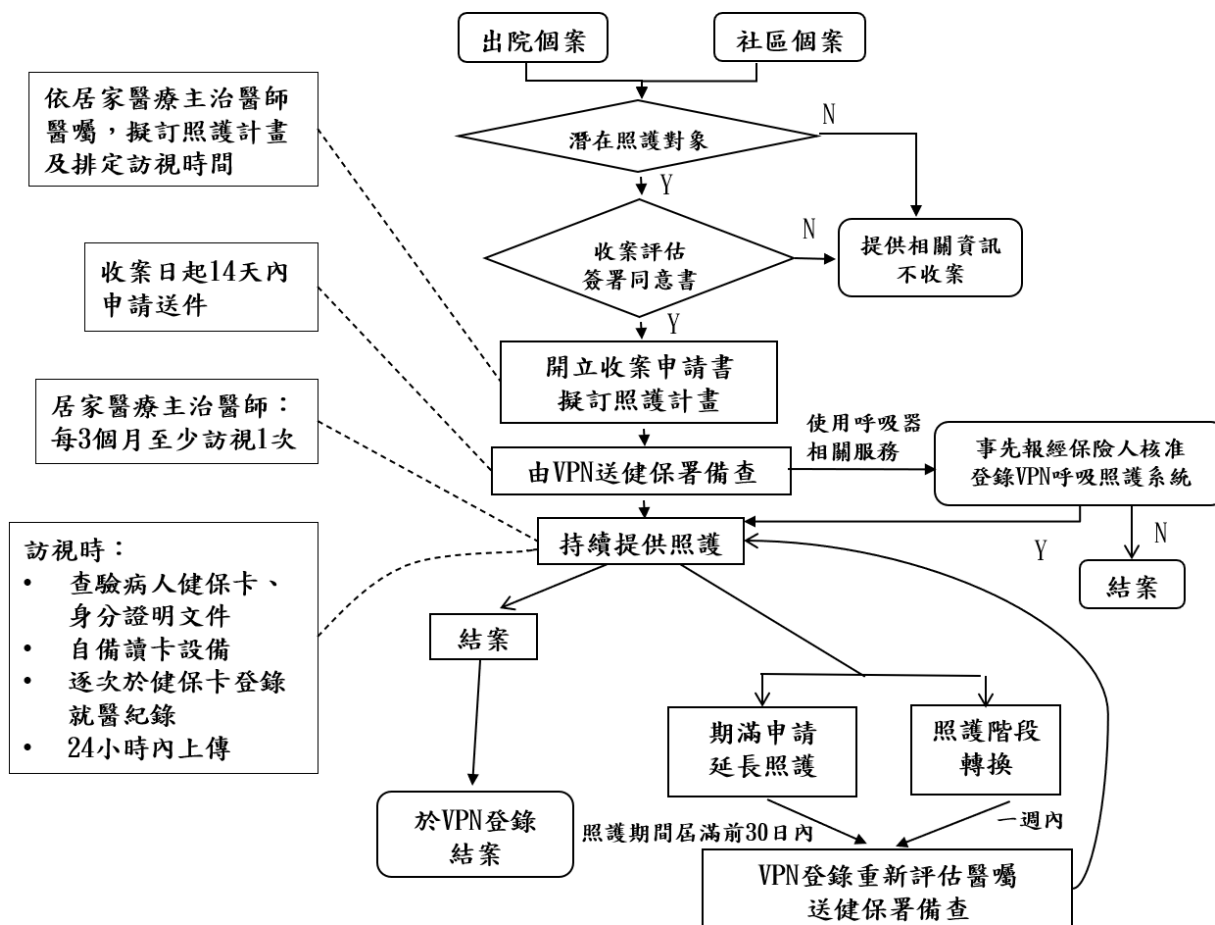 出院個案
社區個案
依居家醫療主治醫師
醫囑，擬訂照護計畫
及排定訪視時間
潛在照護對象
N
Y
收案評估
簽署同意書
N
提供相關資訊
不收案
Y
收案日起14天內
申請送件
開立收案申請書
擬訂照護計畫
居家醫療主治醫師：
每3個月至少訪視1次
使用呼吸器
相關服務
由VPN送健保署備查
事先報經保險人核准
登錄VPN呼吸照護系統
持續提供照護
Y
N
結案
訪視時：
• 查驗病人健保卡、
身分證明文件
• 自備讀卡設備
• 逐次於健保卡登錄
就醫紀錄
• 24小時內上傳
結案
期滿申請
延長照護
照護階段
轉換
於VPN登錄
結案
照護期間屆滿前30日內
一週內
VPN登錄重新評估醫囑
送健保署備查